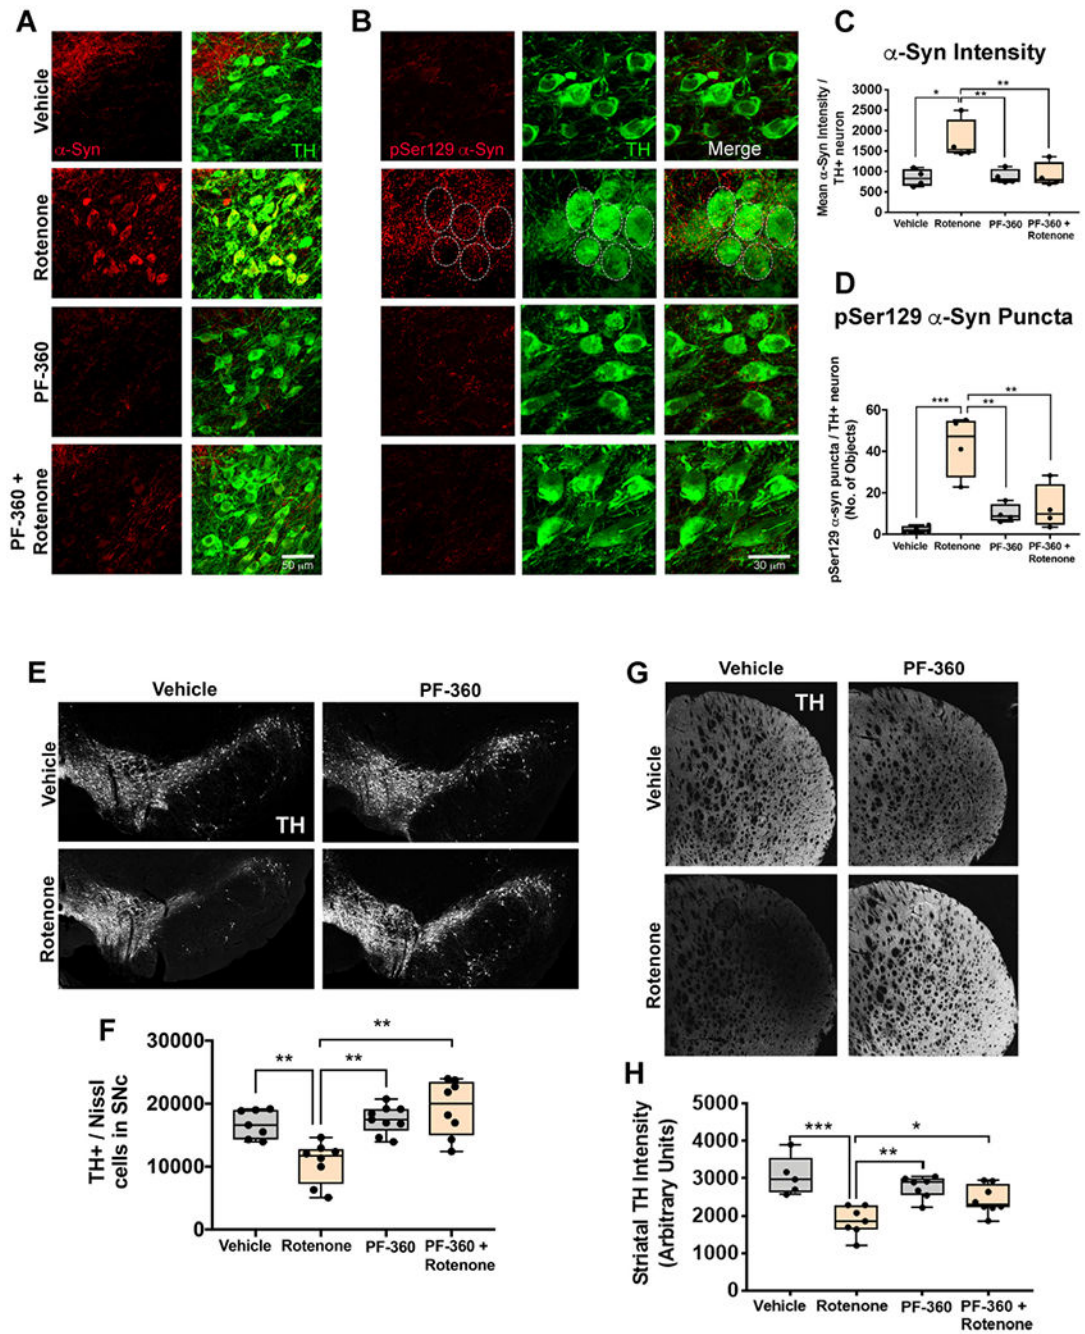 A
Vehicle
α-Syn
TH
Rotenone
PF-360
PF-360 +
Rotenone
50 μm
B
pSer129 α-Syn
TH
Merge
30 μm
C
α-Syn Intensity
Mean α-Syn Intensity /
TH+ neuron
3000
2500
2000
1500
1000
500
0
*
**
**
Vehicle
Rotenone
PF-360
PF-360 +
Rotenone
D
pSer129 α-Syn Puncta
pSer129 α-syn puncta / TH+ neuron
(No. of Objects)
60
40
20
0
***
**
**
Vehicle
Rotenone
PF-360
PF-360 +
Rotenone
E
Vehicle
PF-360
Vehicle
TH
Rotenone
F
TH+ / Nissl
cells in SNc
30000
20000
10000
0
**
**
**
Vehicle
Rotenone
PF-360
PF-360 +
Rotenone
G
Vehicle
PF-360
Vehicle
TH
Rotenone
H
Striatal TH Intensity
(Arbitrary Units)
5000
4000
3000
2000
1000
0
***
**
*
Vehicle
Rotenone
PF-360
PF-360 +
Rotenone